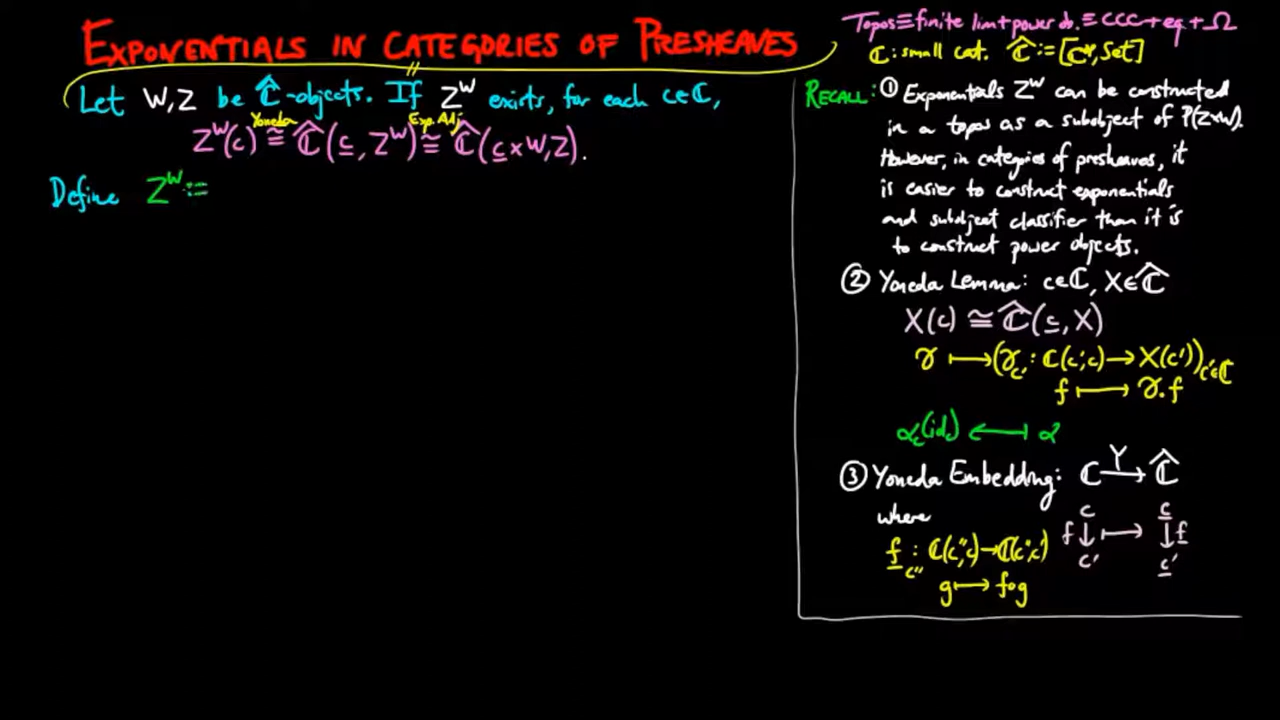 EXPONENTIALS IN CATEGORIES OF PRESHEAVES
Let W,Z be Ĉ-objects. If Z^W exists, for each c∈ℂ,
Yoneda Exp. Adj
Z^W(c) ≅ Ĉ(c̲, Z^W) ≅ Ĉ(c̲×W,Z).
Define Z^W :=
Topos≡finite lim+power ob.≡CCC+eq+Ω
ℂ: small cat. Ĉ:=[ℂ^op, Set]
RECALL: ① Exponentials Z^W can be constructed
in a topos as a subobject of P(Z×W).
However, in categories of presheaves, it
is easier to construct exponentials
and subobject classifier than it is
to construct power objects.
② Yoneda Lemma: c∈ℂ, X∈Ĉ
X(c) ≅ Ĉ(c̲, X)
γ ⟼ (γ_c' : ℂ(c',c)→X(c'))_c'∈ℂ
f ⟼ γ.f
α_c(id_c) ⟻ α
③ Yoneda Embedding: ℂ —Y→ Ĉ
where
c c̲
f↓ ⟼ ↓f̲
c' c̲'
f̲_c'' : ℂ(c'',c)→ℂ(c'',c')
g ⟼ f∘g